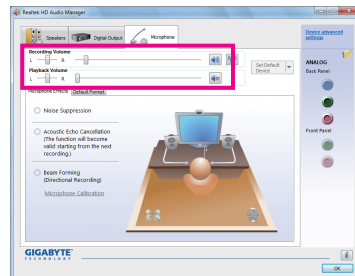 Realtek HD Audio Manager
Speakers
Digital Output
Microphone
Device advanced
settings
Recording Volume
L
R
Set Default
Device
Playback Volume
L
R
ANALOG
Back Panel
Microphone Effects
Default Format
Noise Suppression
Acoustic Echo Cancellation
(The function will become
valid starting from the next
recording.)
Front Panel
Beam Forming
(Directional Recording)
Microphone Calibration
GIGABYTE
TECHNOLOGY
OK